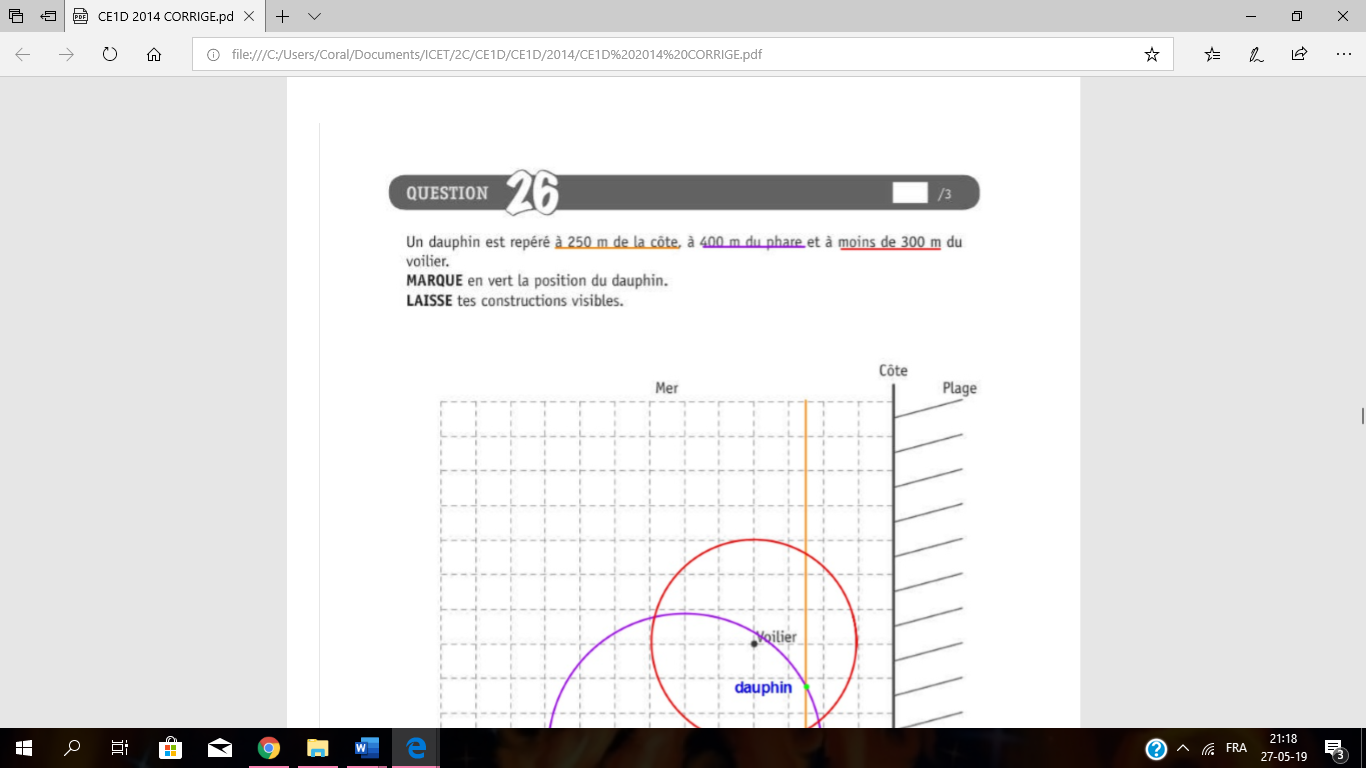 CE1D 2014 CORRIGE.pd
file:///C:/Users/Coral/Documents/ICET/2C/CE1D/CE1D/2014/CE1D%202014%20CORRIGE.pdf
QUESTION 26 /3
Un dauphin est repéré à 250 m de la côte, à 400 m du phare et à moins de 300 m du
voilier.
MARQUE en vert la position du dauphin.
LAISSE tes constructions visibles.
Côte
Mer Plage
Voilier
dauphin
FRA
21:18
27-05-19
3